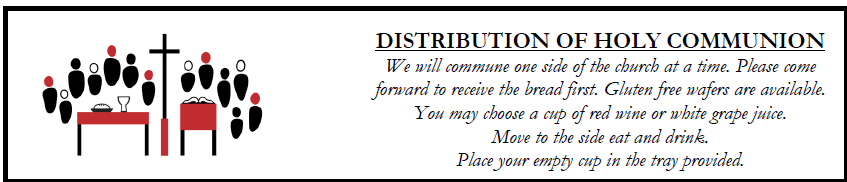 DISTRIBUTION OF HOLY COMMUNION
We will commune one side of the church at a time. Please come
forward to receive the bread first. Gluten free wafers are available.
You may choose a cup of red wine or white grape juice.
Move to the side eat and drink.
Place your empty cup in the tray provided.